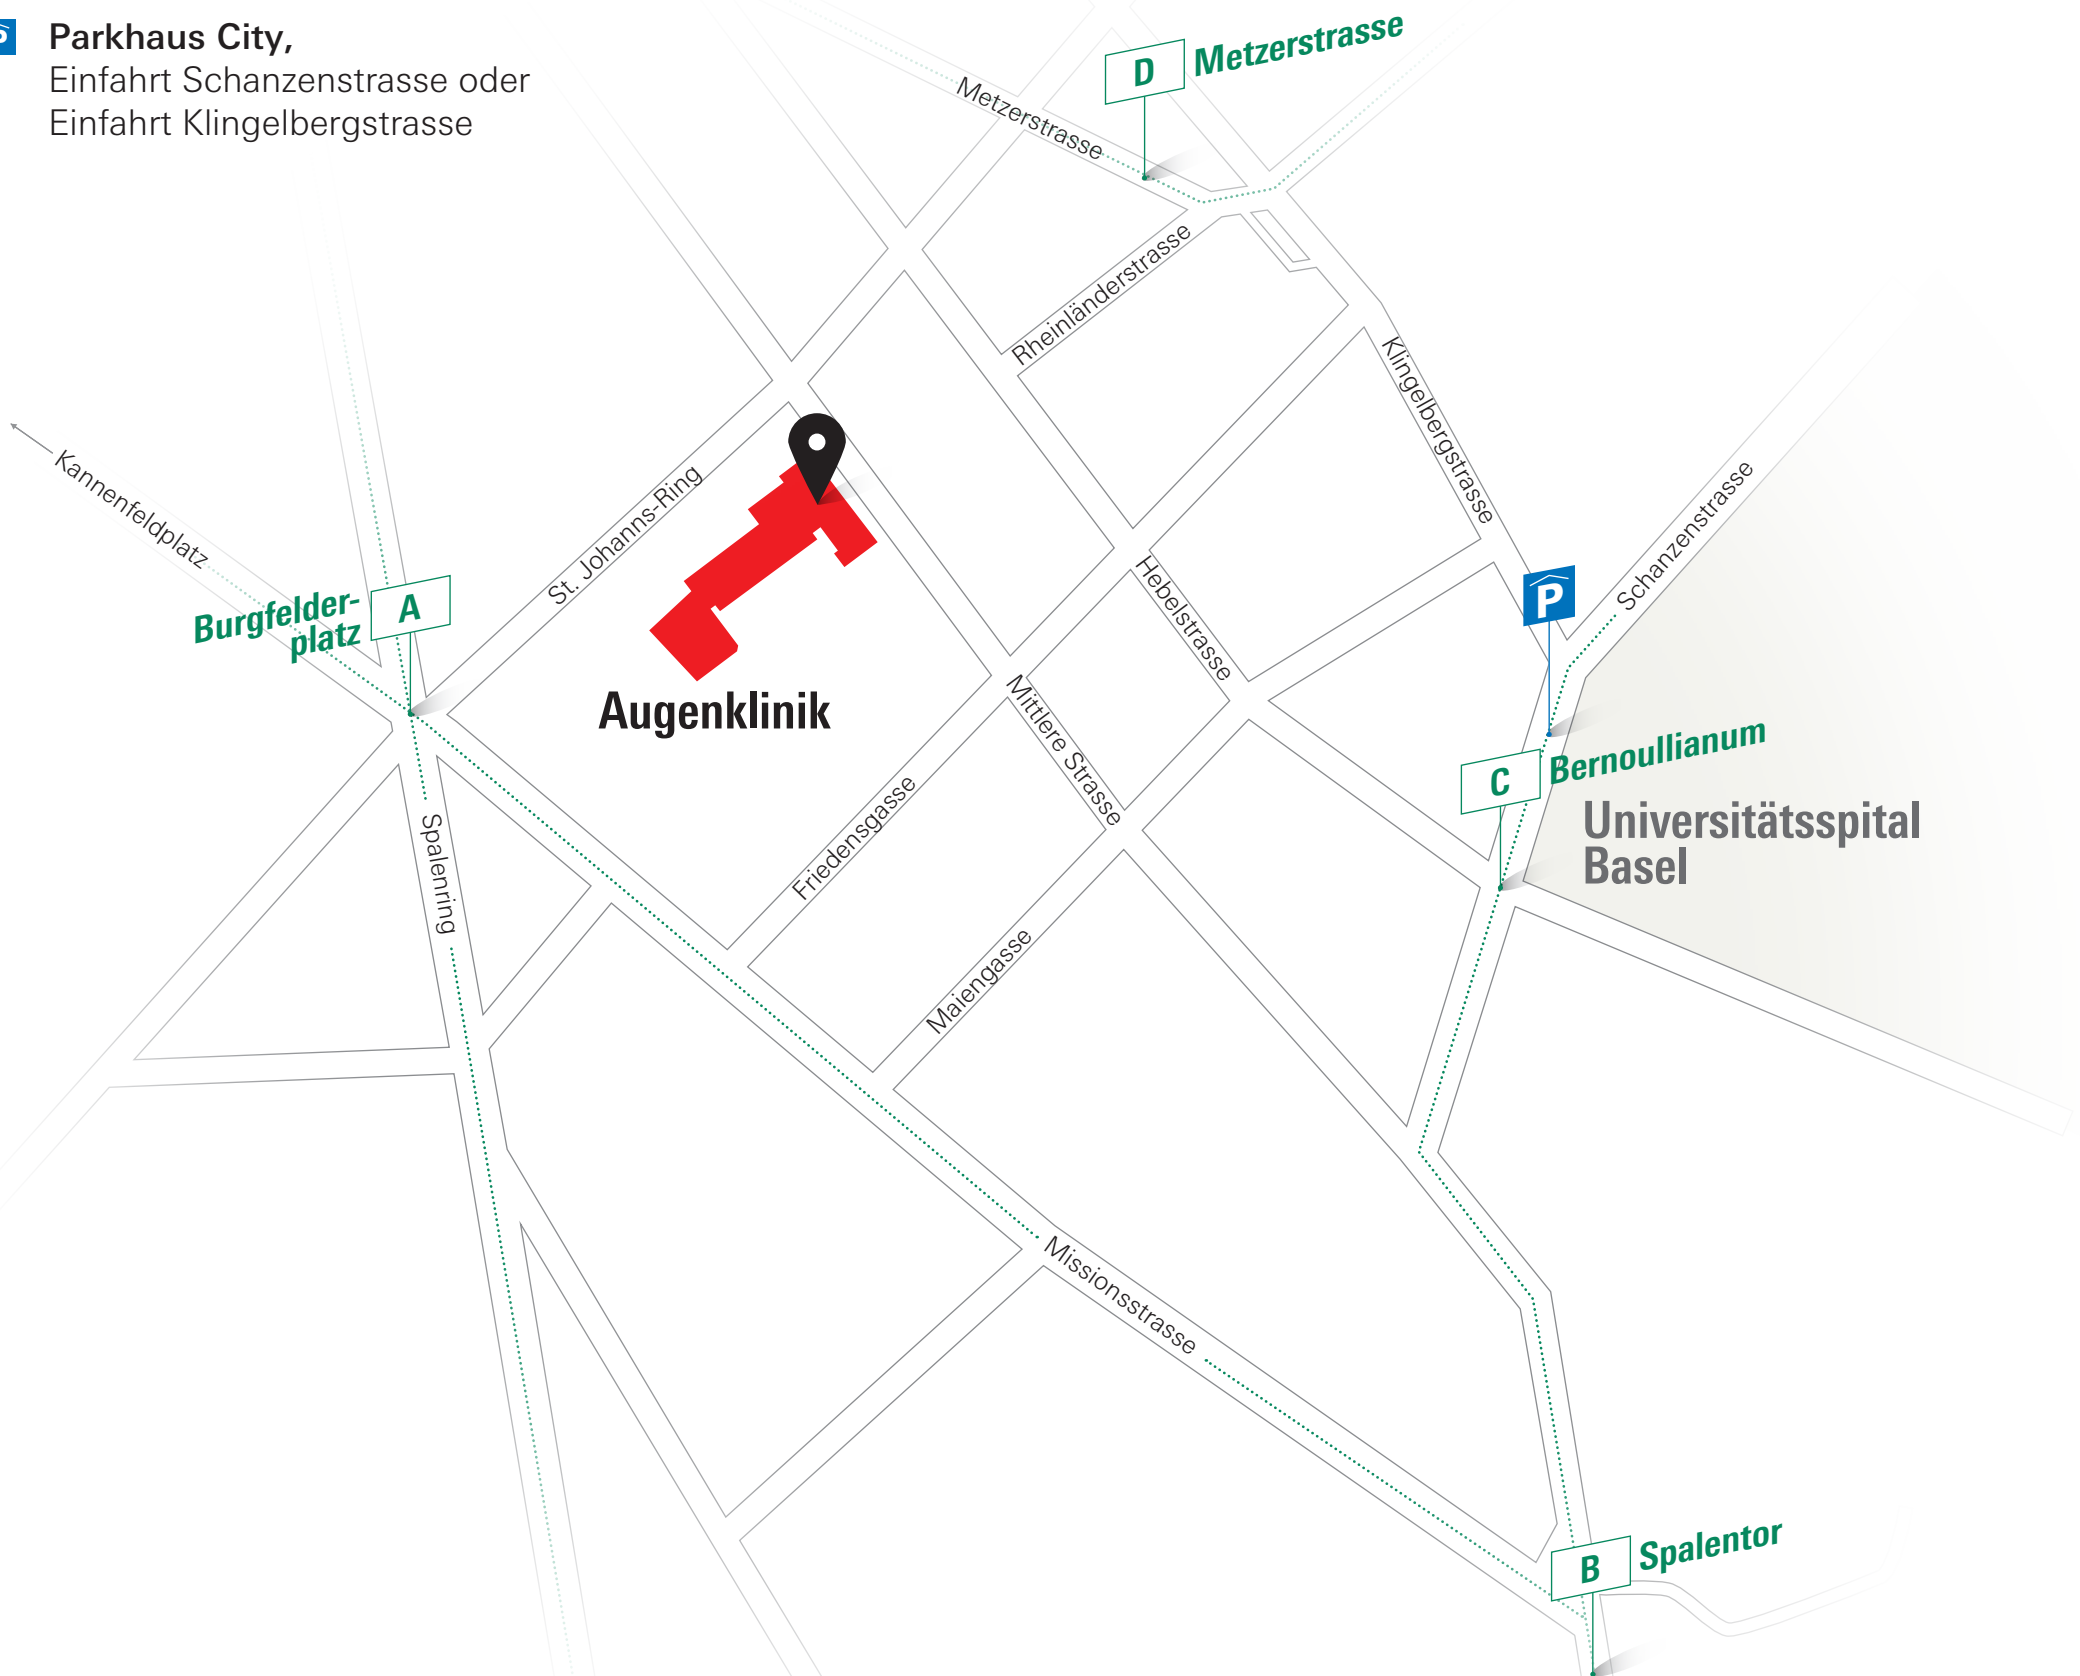 P
Parkhaus City,
Einfahrt Schanzenstrasse oder
Einfahrt Klingelbergstrasse
D
Metzerstrasse
Metzerstrasse
Rheinländerstrasse
Klingelbergstrasse
Kannenfeldplatz
St. Johanns-Ring
Schanzenstrasse
Burgfelder-
platz
A
P
Hebelstrasse
Augenklinik
Mittlere Strasse
C
Bernoullianum
Universitätsspital
Basel
Friedensgasse
Spalenring
Maiengasse
Missionsstrasse
B
Spalentor